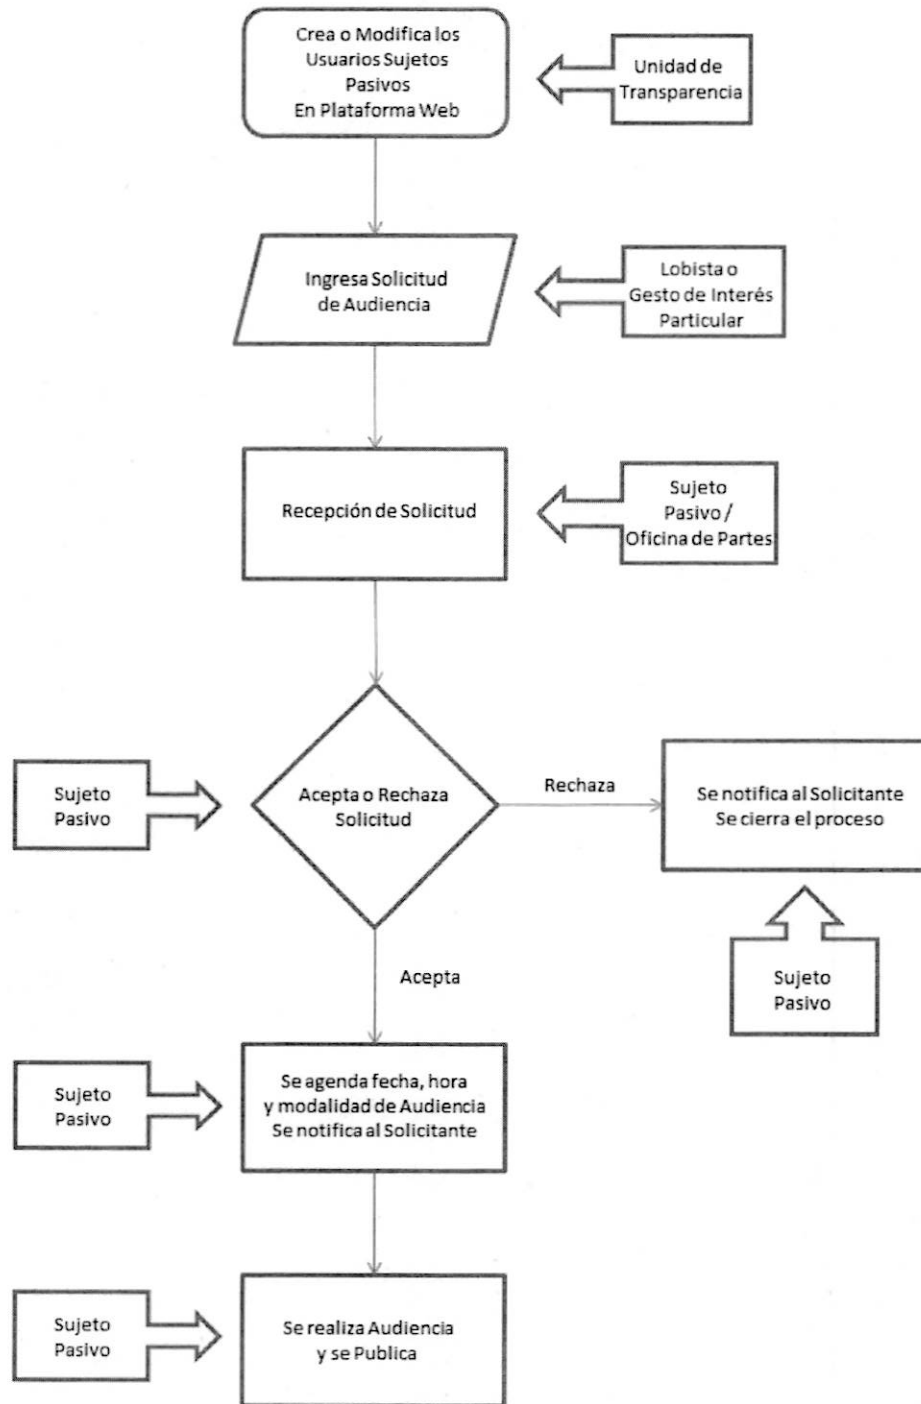 Crea o Modifica los
Usuarios Sujetos
Pasivos
En Plataforma Web
Unidad de
Transparencia
Ingresa Solicitud
de Audiencia
Lobista o
Gesto de Interés
Particular
Recepción de Solicitud
Sujeto
Pasivo /
Oficina de Partes
Sujeto
Pasivo
Acepta o Rechaza
Solicitud
Rechaza
Se notifica al Solicitante
Se cierra el proceso
Sujeto
Pasivo
Acepta
Sujeto
Pasivo
Se agenda fecha, hora
y modalidad de Audiencia
Se notifica al Solicitante
Sujeto
Pasivo
Se realiza Audiencia
y se Publica